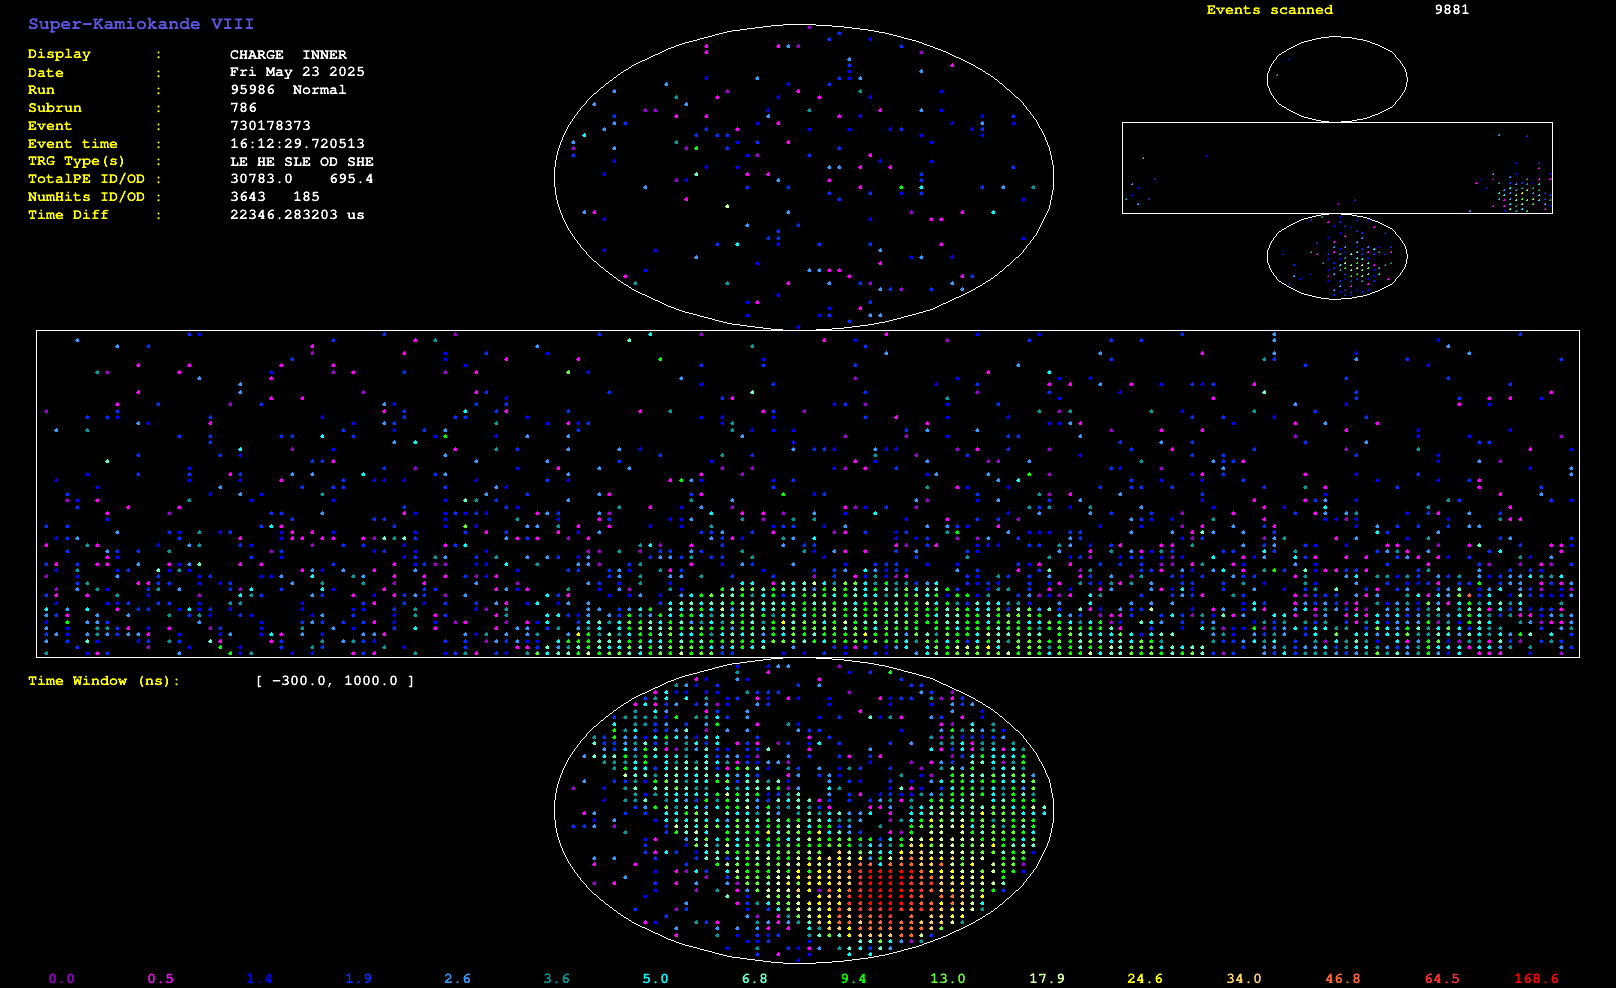 Super-Kamiokande VIII
Events scanned 9881
Display : CHARGE INNER
Date : Fri May 23 2025
Run : 95986 Normal
Subrun : 786
Event : 730178373
Event time : 16:12:29.720513
TRG Type(s) : LE HE SLE OD SHE
TotalPE ID/OD : 30783.0 695.4
NumHits ID/OD : 3643 185
Time Diff : 22346.283203 us
Time Window (ns): [ -300.0, 1000.0 ]
0.0 0.5 1.4 1.9 2.6 3.6 5.0 6.8 9.4 13.0 17.9 24.6 34.0 46.8 64.5 168.6